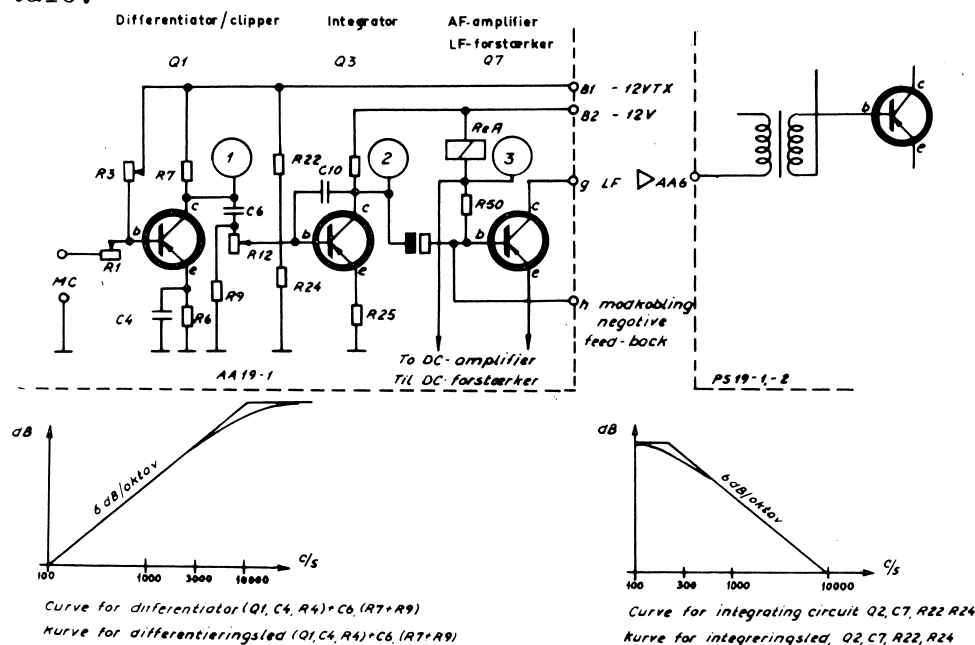 Differentiator/clipper
Integrator
AF-amplifier
LF-forstærker
Q1
Q3
Q7
B1 - 12VTX
B2 - 12V
ReA
R3
R7
1
R22
C10
2
3
c
b
e
g LF ▷AA6
C6
c
R50
c
R1
b
R12
b
b
MC
e
e
e
R9
R24
C4
R6
R25
h modkobling
negative
feed-back
To DC-amplifier
Til DC-forstærker
AA19-1
PS19-1,-2
dB
6 dB/oktav
c/s
100
1000
3000
10000
Curve for differentiator (Q1, C4, R4)+C6, (R7+R9)
Kurve for differentieringsled (Q1, C4, R4)+C6, (R7+R9)
dB
6 dB/oktav
c/s
100
300
1000
10000
Curve for integrating circuit Q2, C7, R22 R24
Kurve for integreringsled, Q2, C7, R22, R24